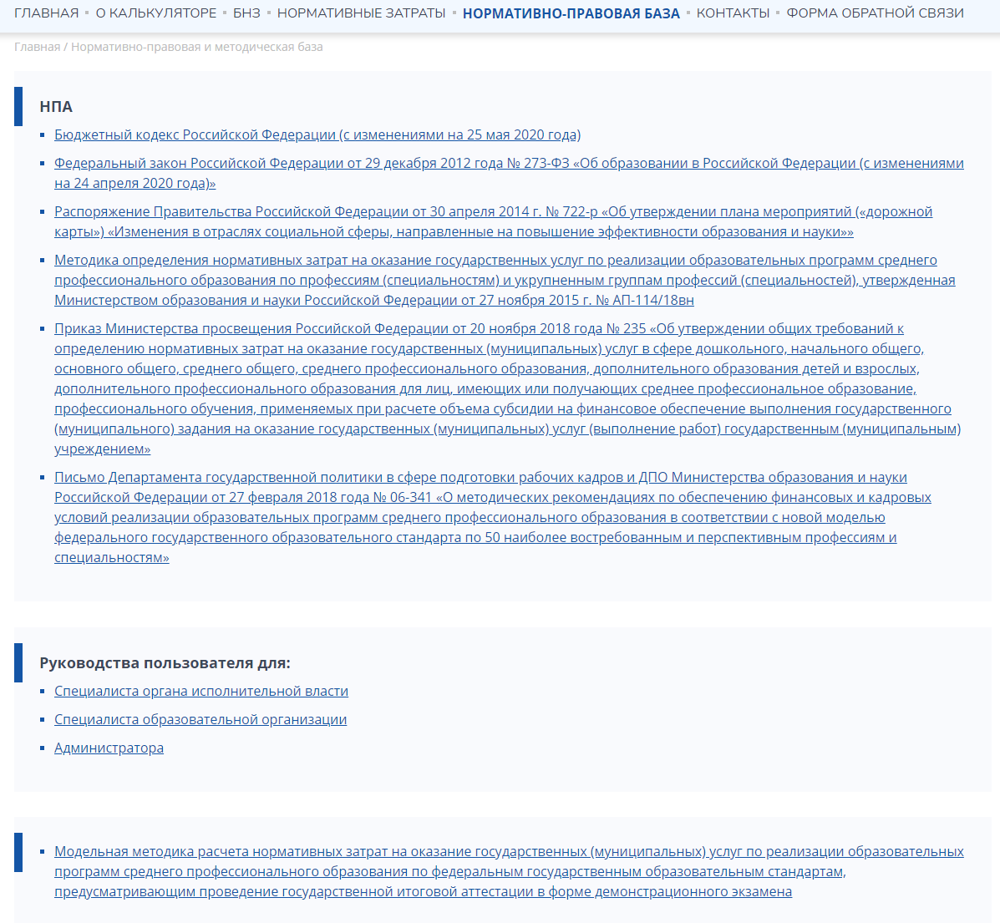 ГЛАВНАЯ ▪ О КАЛЬКУЛЯТОРЕ ▪ БНЗ ▪ НОРМАТИВНЫЕ ЗАТРАТЫ ▪ НОРМАТИВНО-ПРАВОВАЯ БАЗА ▪ КОНТАКТЫ ▪ ФОРМА ОБРАТНОЙ СВЯЗИ
Главная / Нормативно-правовая и методическая база
НПА
▪ Бюджетный кодекс Российской Федерации (с изменениями на 25 мая 2020 года)
▪ Федеральный закон Российской Федерации от 29 декабря 2012 года № 273-ФЗ «Об образовании в Российской Федерации (с изменениями
на 24 апреля 2020 года)»
▪ Распоряжение Правительства Российской Федерации от 30 апреля 2014 г. № 722-р «Об утверждении плана мероприятий («дорожной
карты») «Изменения в отраслях социальной сферы, направленные на повышение эффективности образования и науки»»
▪ Методика определения нормативных затрат на оказание государственных услуг по реализации образовательных программ среднего
профессионального образования по профессиям (специальностям) и укрупненным группам профессий (специальностей), утвержденная
Министерством образования и науки Российской Федерации от 27 ноября 2015 г. № АП-114/18вн
▪ Приказ Министерства просвещения Российской Федерации от 20 ноября 2018 года № 235 «Об утверждении общих требований к
определению нормативных затрат на оказание государственных (муниципальных) услуг в сфере дошкольного, начального общего,
основного общего, среднего общего, среднего профессионального образования, дополнительного образования детей и взрослых,
дополнительного профессионального образования для лиц, имеющих или получающих среднее профессиональное образование,
профессионального обучения, применяемых при расчете объема субсидии на финансовое обеспечение выполнения государственного
(муниципального) задания на оказание государственных (муниципальных) услуг (выполнение работ) государственным (муниципальным)
учреждением»
▪ Письмо Департамента государственной политики в сфере подготовки рабочих кадров и ДПО Министерства образования и науки
Российской Федерации от 27 февраля 2018 года № 06-341 «О методических рекомендациях по обеспечению финансовых и кадровых
условий реализации образовательных программ среднего профессионального образования в соответствии с новой моделью
федерального государственного образовательного стандарта по 50 наиболее востребованным и перспективным профессиям и
специальностям»
Руководства пользователя для:
▪ Специалиста органа исполнительной власти
▪ Специалиста образовательной организации
▪ Администратора
▪ Модельная методика расчета нормативных затрат на оказание государственных (муниципальных) услуг по реализации образовательных
программ среднего профессионального образования по федеральным государственным образовательным стандартам,
предусматривающим проведение государственной итоговой аттестации в форме демонстрационного экзамена